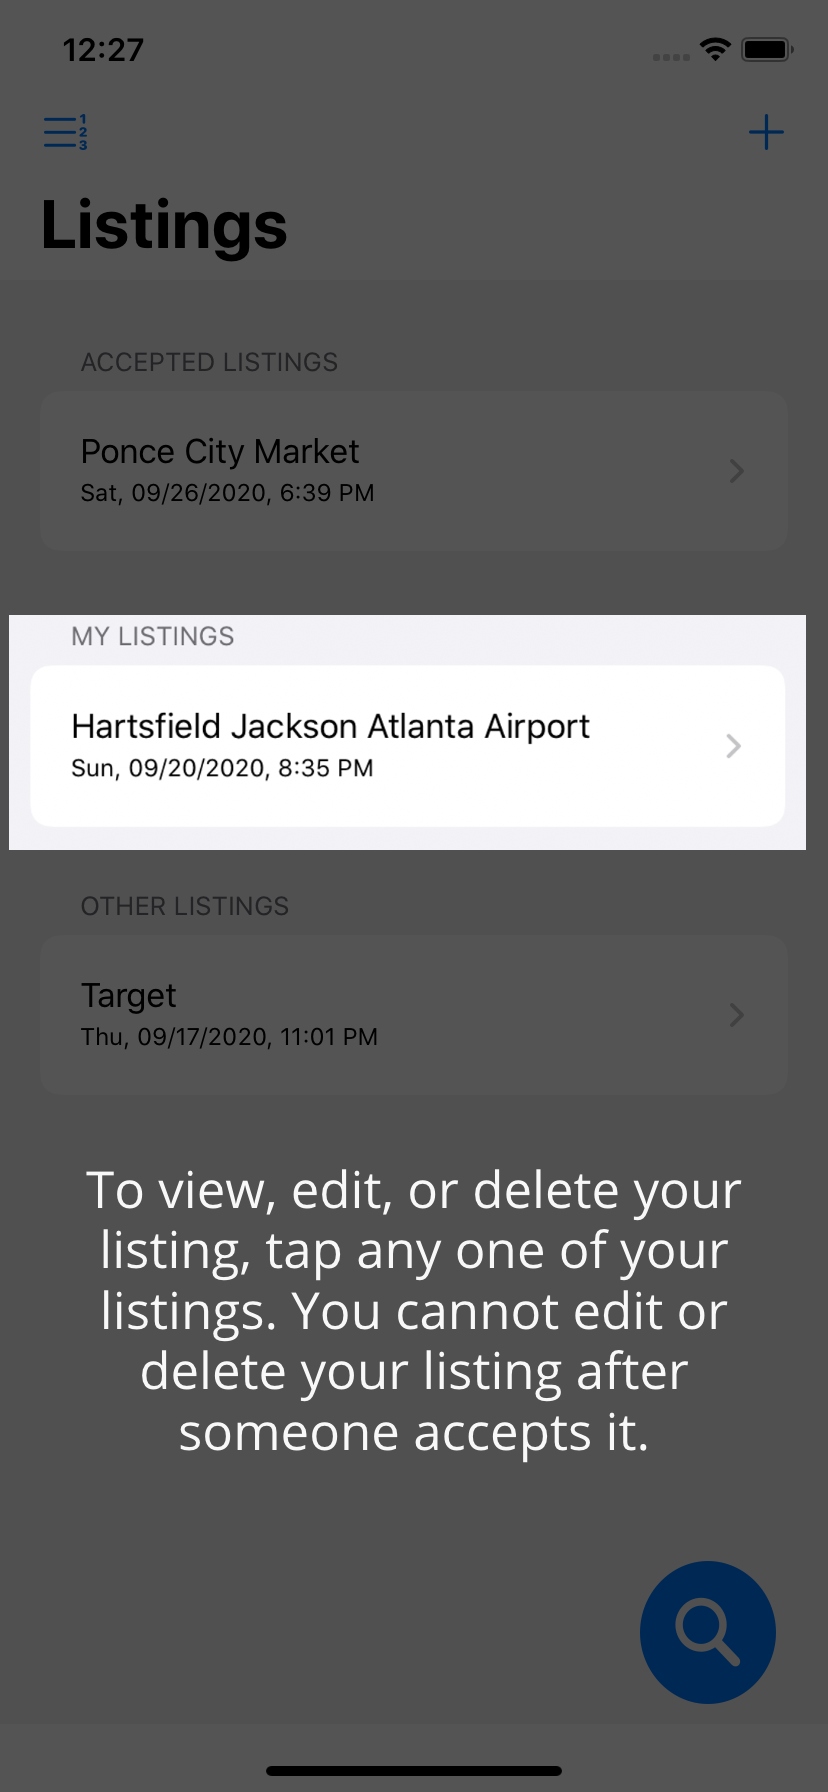 12:27
1
2
3
Listings
ACCEPTED LISTINGS
Ponce City Market
Sat, 09/26/2020, 6:39 PM
MY LISTINGS
Hartsfield Jackson Atlanta Airport
Sun, 09/20/2020, 8:35 PM
OTHER LISTINGS
Target
Thu, 09/17/2020, 11:01 PM
To view, edit, or delete your
listing, tap any one of your
listings. You cannot edit or
delete your listing after
someone accepts it.